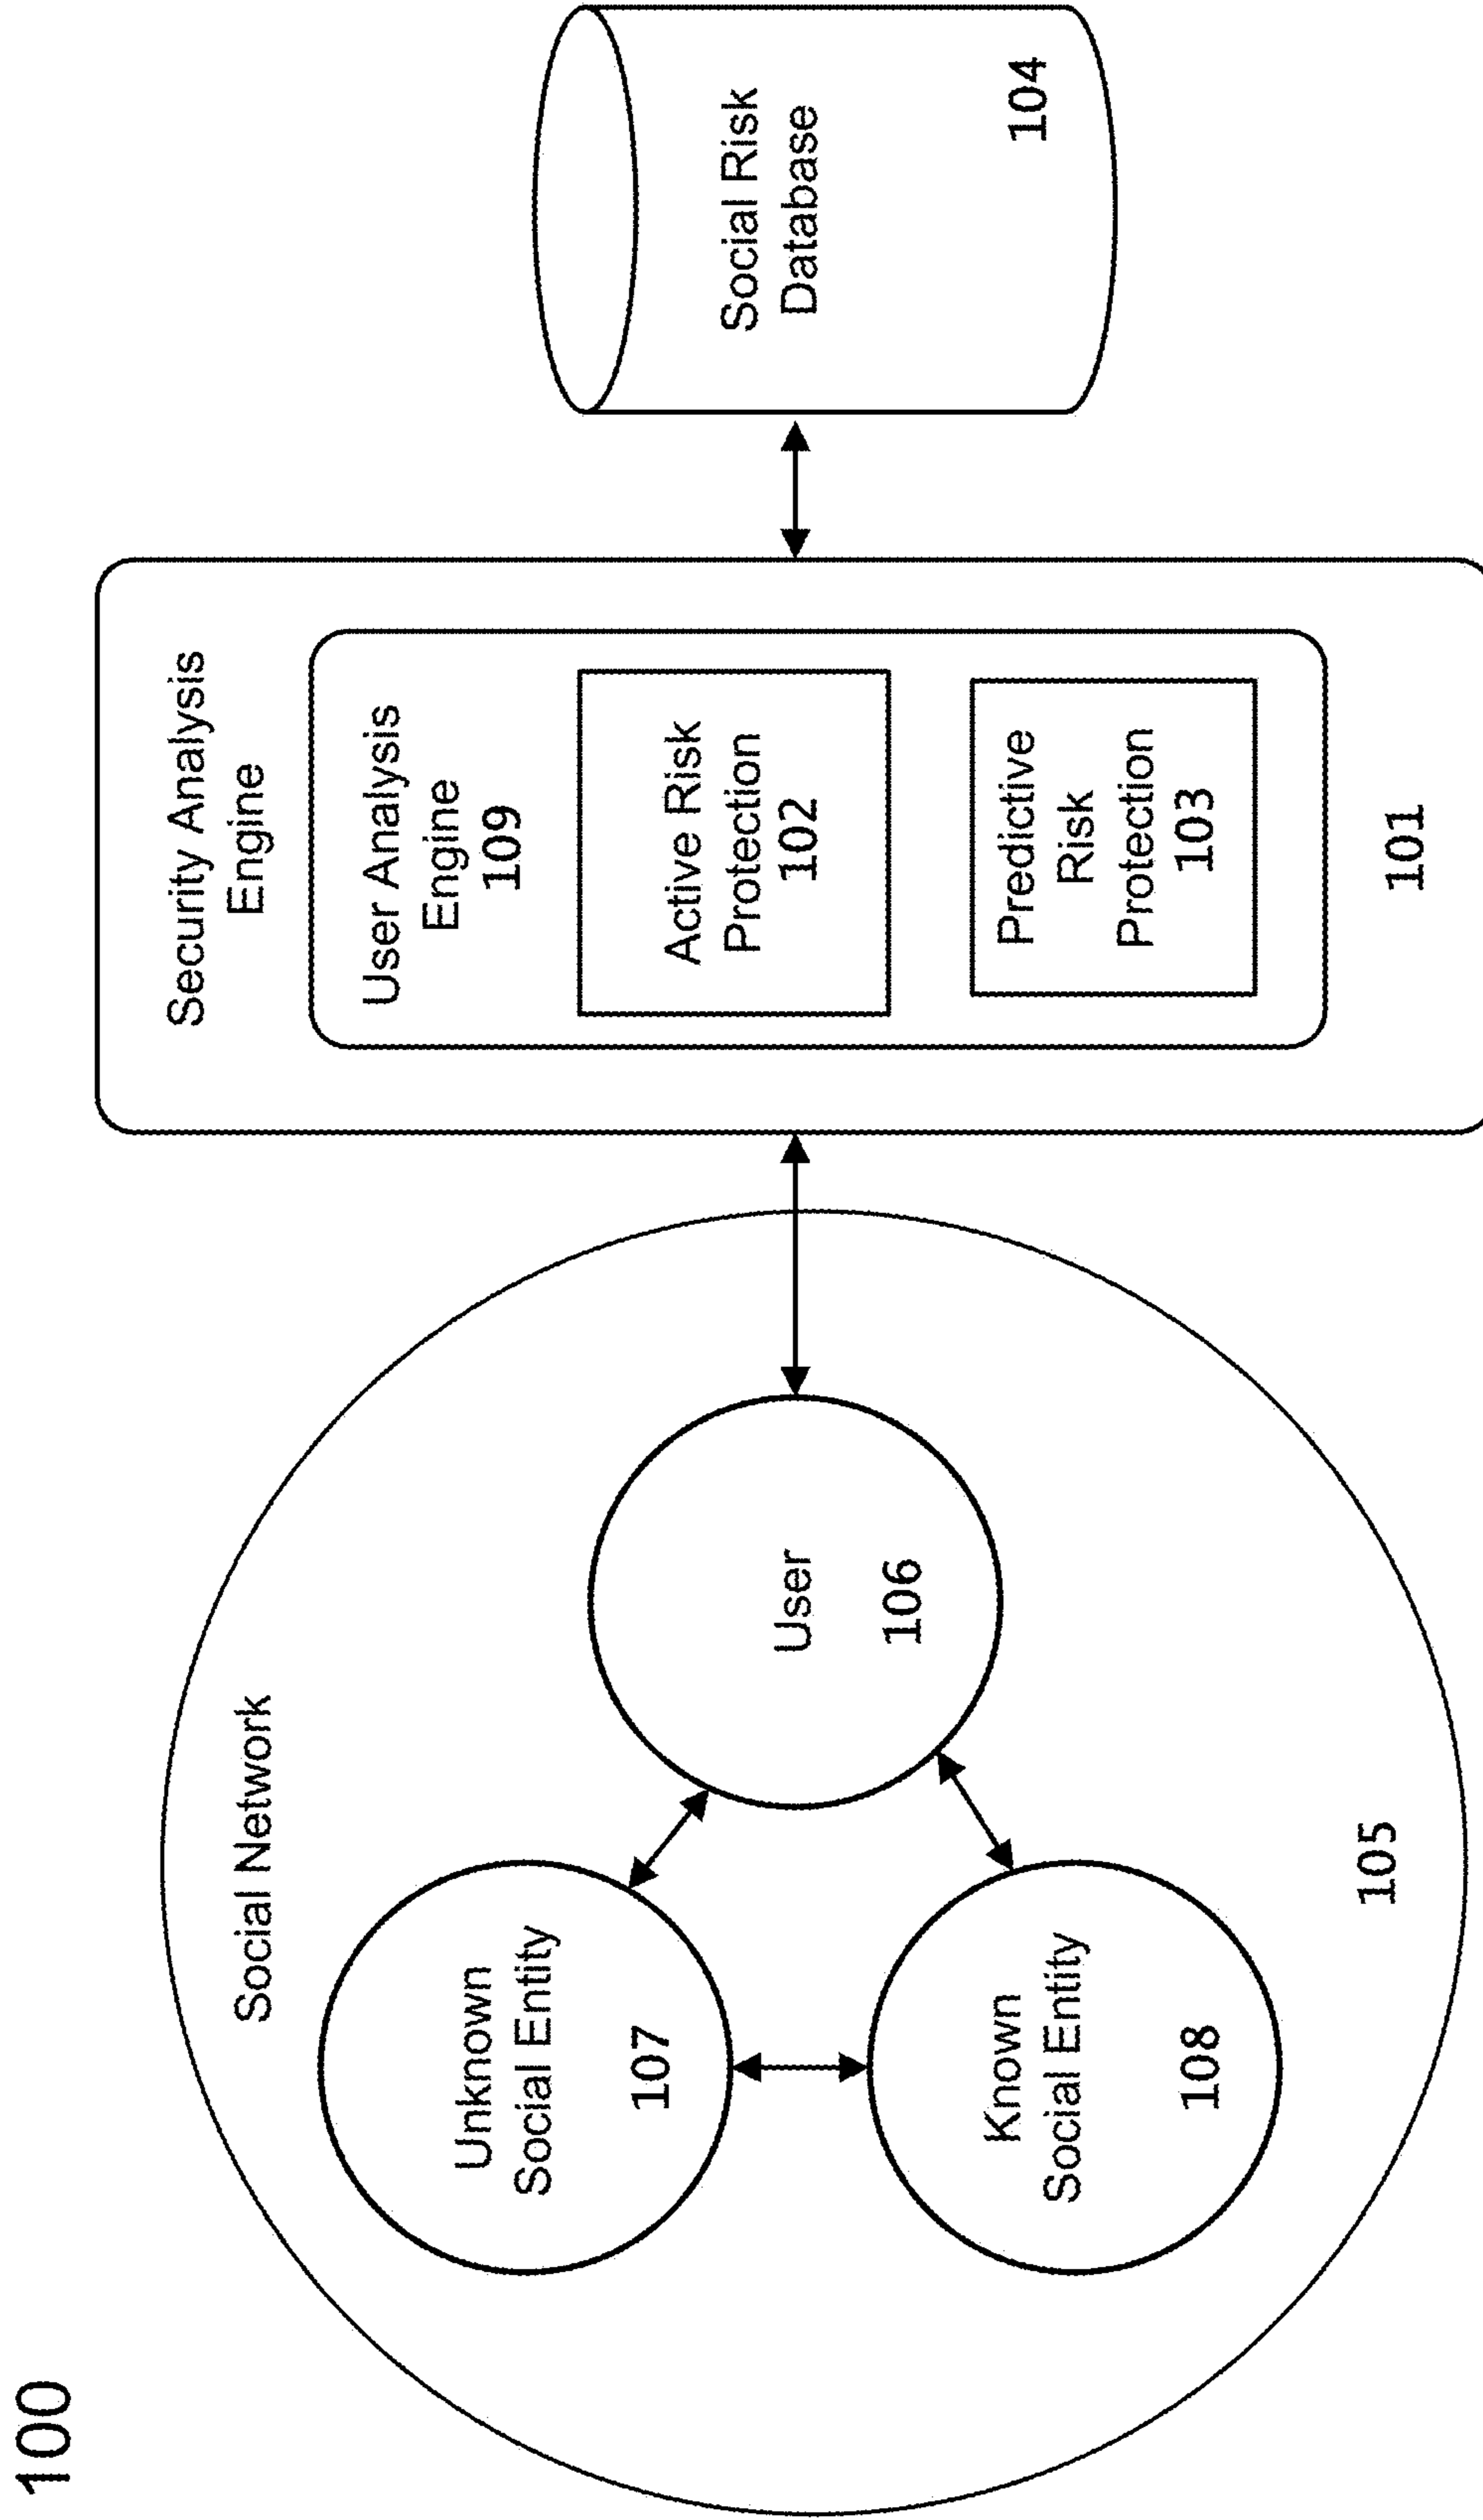 100
Social Network
Unknown
Social Entity
107
Known
Social Entity
108
User
106
105
Security Analysis
Engine
User Analysis
Engine
109
Active Risk
Protection
102
Predictive
Risk
Protection
103
101
Social Risk
Database
104